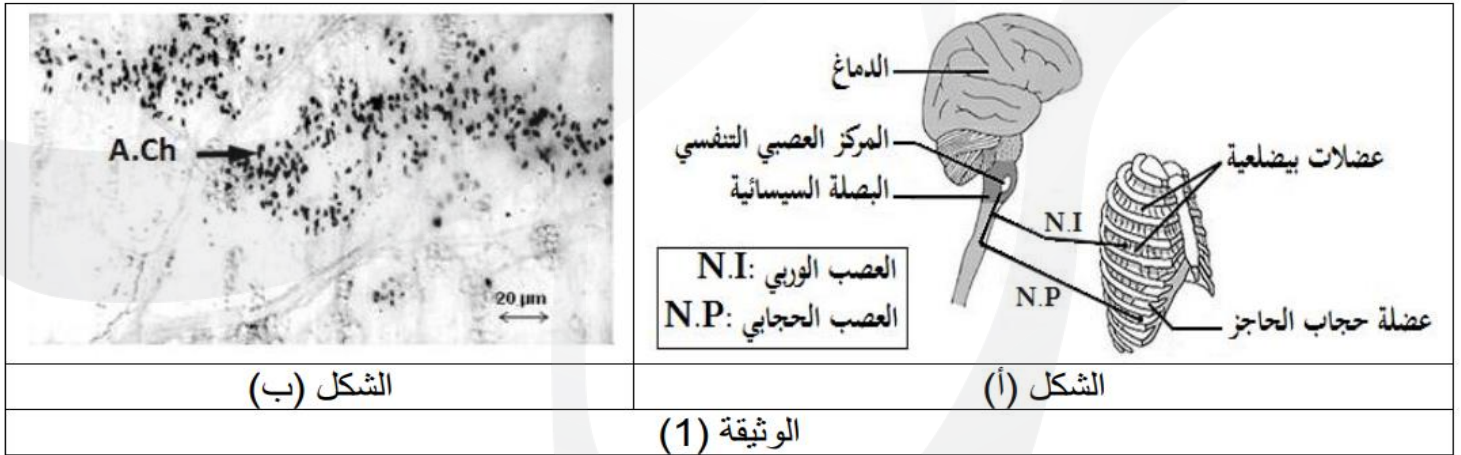 الدماغ
المركز العصبي التنفسي
البصلة السيسائية
عضلات بيضلعية
N.I
N.P
العصب الوربي :N.I
العصب الحجابي :N.P
عضلة حجاب الحاجز
الشكل (أ)
A.Ch
20 µm
الشكل (ب)
الوثيقة (1)